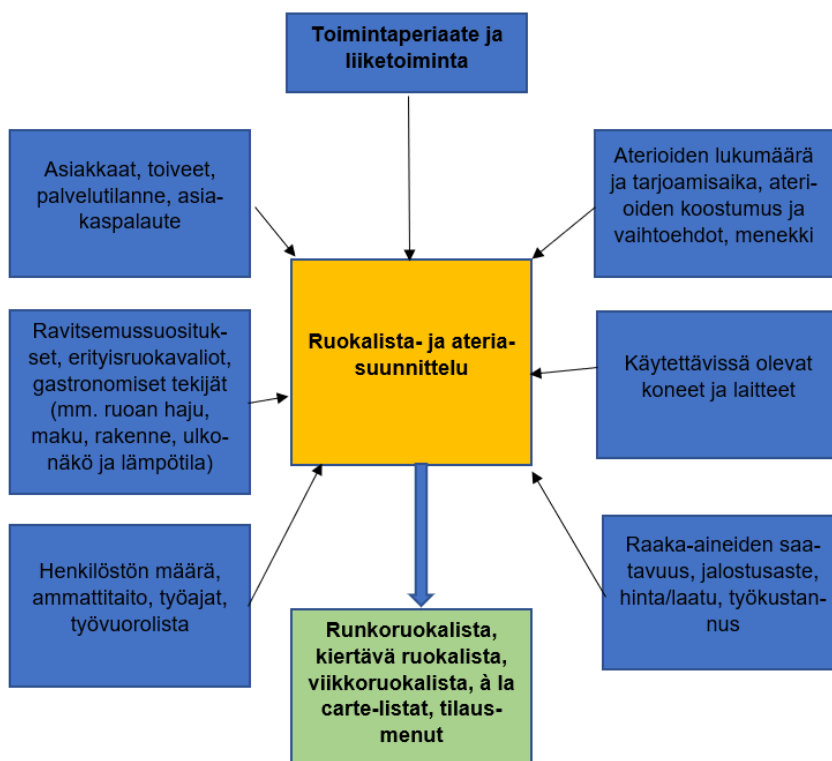 Toimintaperiaate ja
liiketoiminta
Asiakkaat, toiveet,
palvelutilanne, asia-
kaspalaute
Aterioiden lukumäärä
ja tarjoamisaika, ateri-
oiden koostumus ja
vaihtoehdot, menekki
Ravitsemussuosituk-
set, erityisruokavaliot,
gastronomiset tekijät
(mm. ruoan haju,
maku, rakenne, ulko-
näkö ja lämpötila)
Ruokalista- ja ateria-
suunnittelu
Käytettävissä olevat
koneet ja laitteet
Henkilöstön määrä,
ammattitaito, työajat,
työvuorolista
Raaka-aineiden saa-
tavuus, jalostusaste,
hinta/laatu, työkustan-
nus
Runkoruokalista,
kiertävä ruokalista,
viikkoruokalista, à la
carte-listat, tilaus-
menut